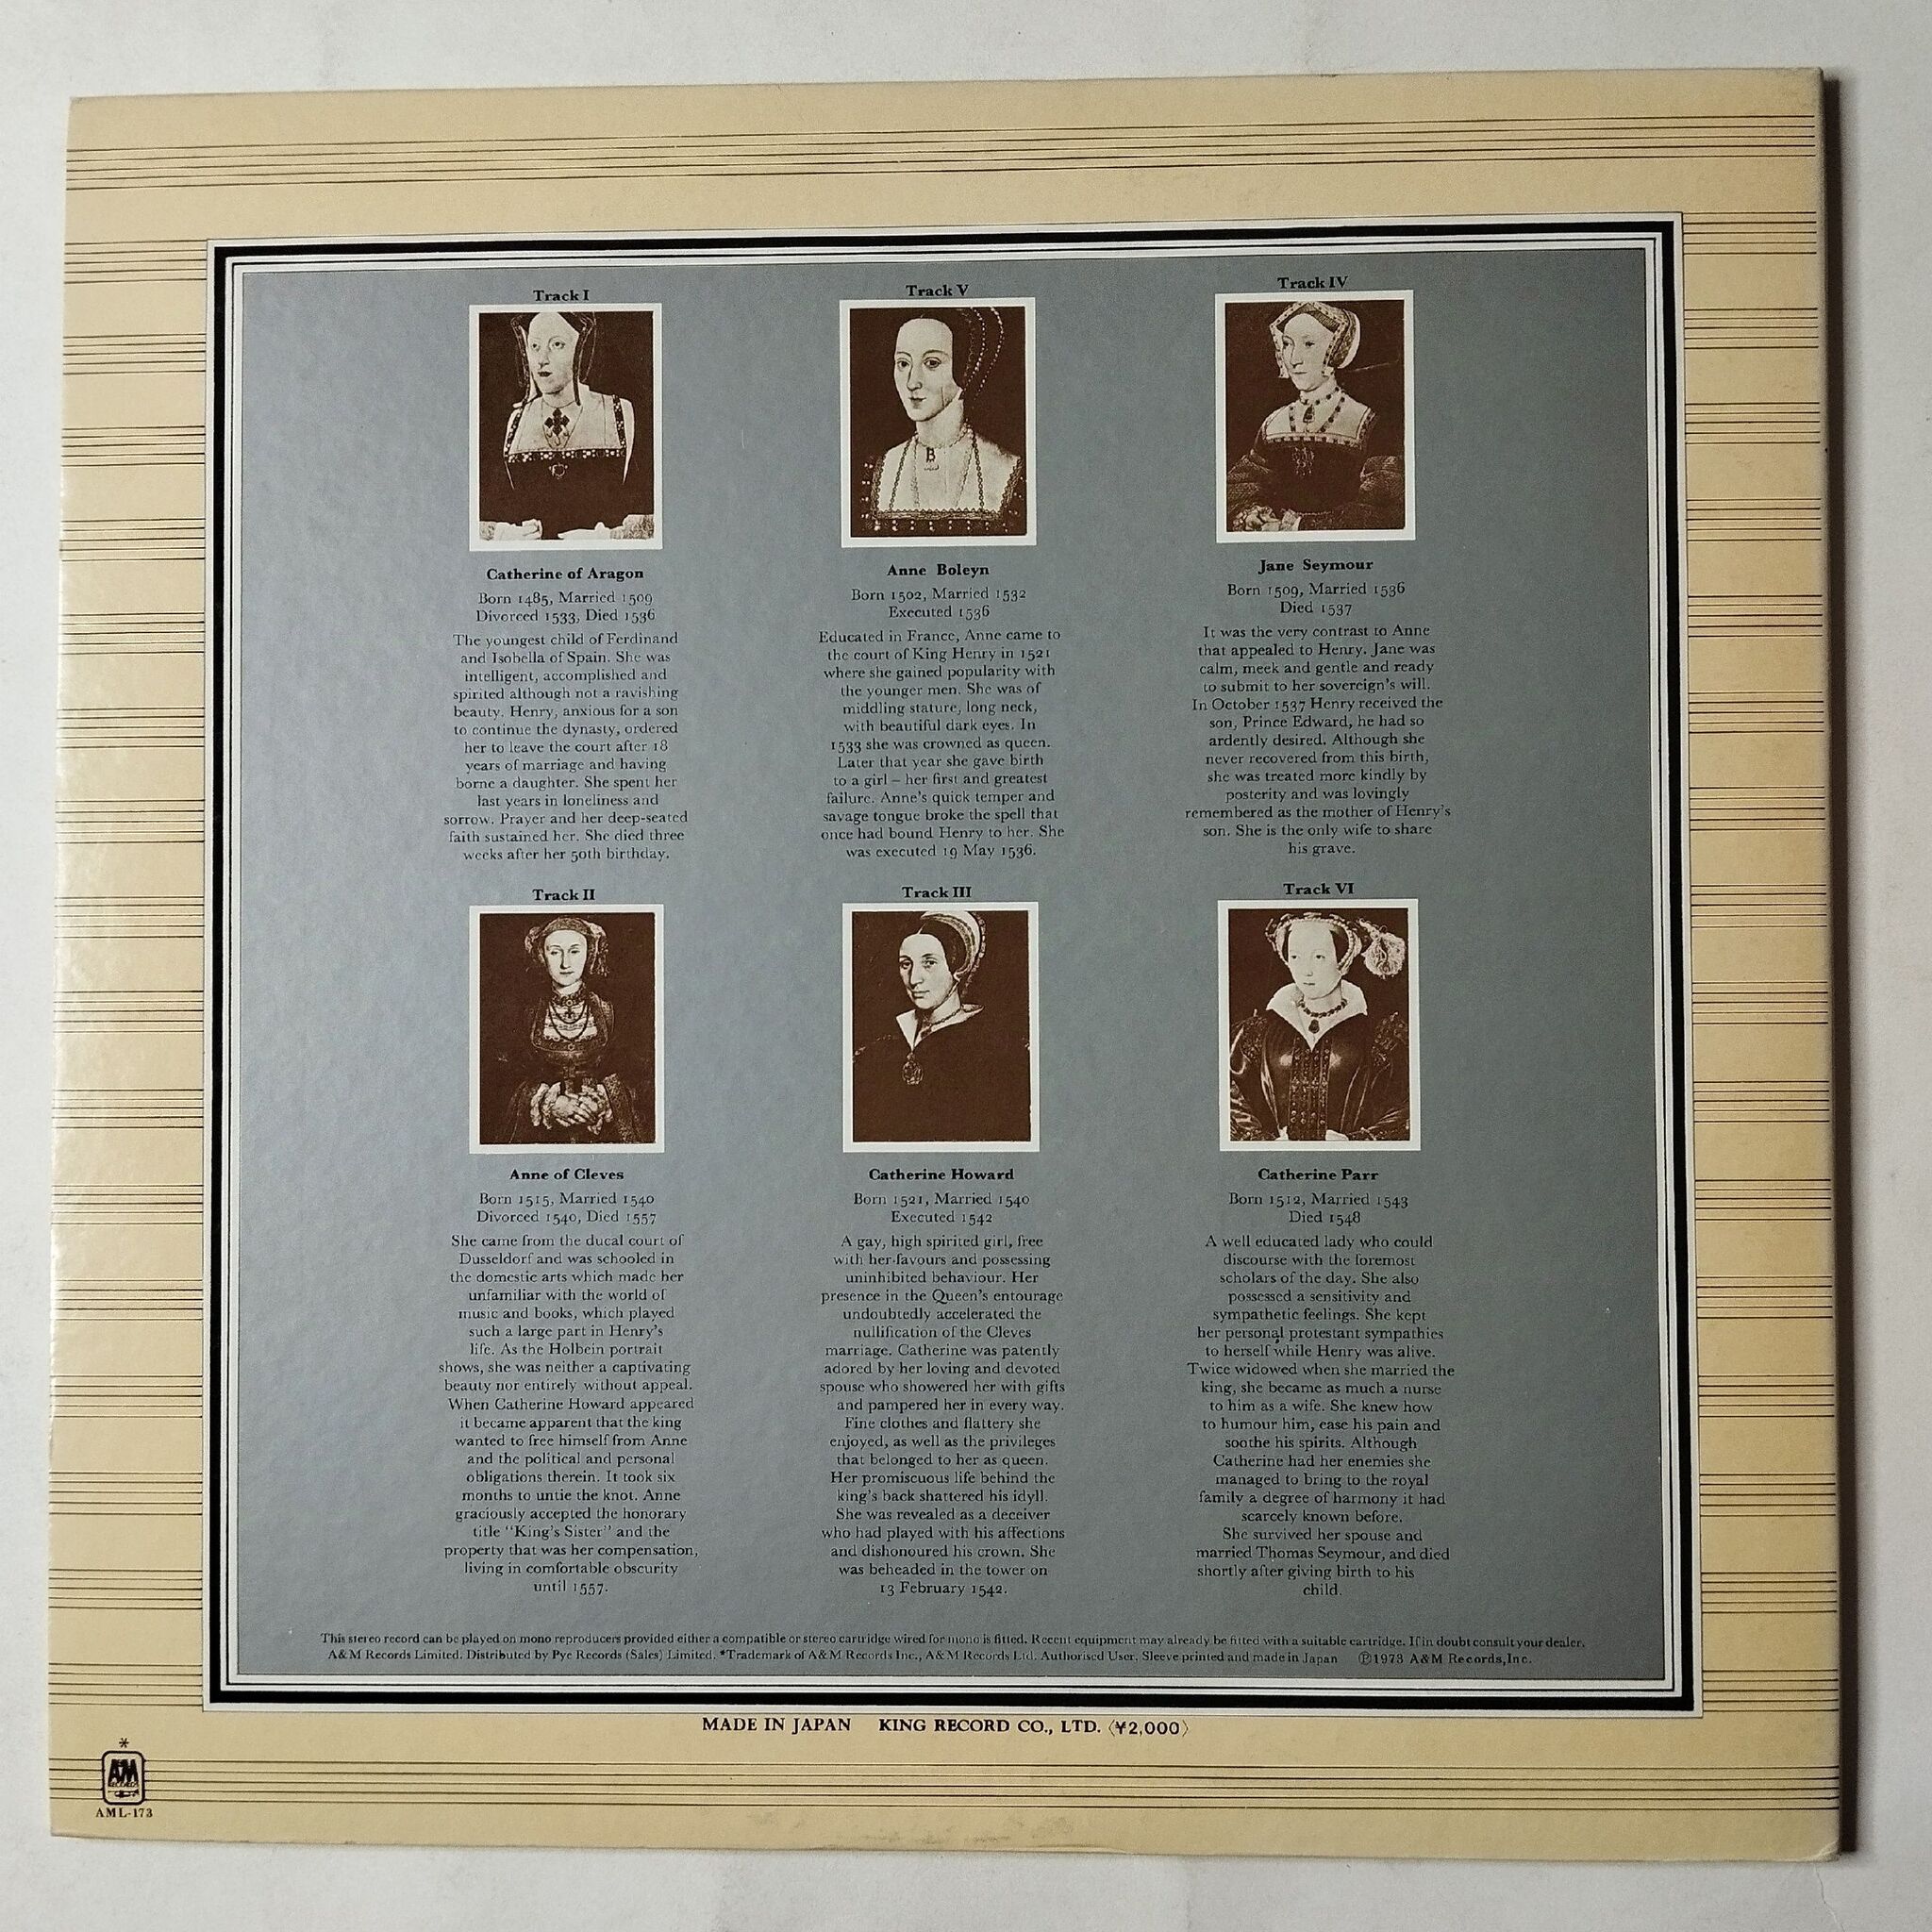 Track I
Catherine of Aragon
Born 1485, Married 1509
Divorced 1533, Died 1536
The youngest child of Ferdinand
and Isobella of Spain. She was
intelligent, accomplished and
spirited although not a ravishing
beauty. Henry, anxious for a son
to continue the dynasty, ordered
her to leave the court after 18
years of marriage and having
borne a daughter. She spent her
last years in loneliness and
sorrow. Prayer and her deep-seated
faith sustained her. She died three
weeks after her 50th birthday.
Track V
B
Anne Boleyn
Born 1502, Married 1532
Executed 1536
Educated in France, Anne came to
the court of King Henry in 1521
where she gained popularity with
the younger men. She was of
middling stature, long neck,
with beautiful dark eyes. In
1533 she was crowned as queen.
Later that year she gave birth
to a girl – her first and greatest
failure. Anne's quick temper and
savage tongue broke the spell that
once had bound Henry to her. She
was executed 19 May 1536.
Track IV
Jane Seymour
Born 1509, Married 1536
Died 1537
It was the very contrast to Anne
that appealed to Henry. Jane was
calm, meek and gentle and ready
to submit to her sovereign's will.
In October 1537 Henry received the
son, Prince Edward, he had so
ardently desired. Although she
never recovered from this birth,
she was treated more kindly by
posterity and was lovingly
remembered as the mother of Henry's
son. She is the only wife to share
his grave.
Track II
Anne of Cleves
Born 1515, Married 1540
Divorced 1540, Died 1557
She came from the ducal court of
Dusseldorf and was schooled in
the domestic arts which made her
unfamiliar with the world of
music and books, which played
such a large part in Henry's
life. As the Holbein portrait
shows, she was neither a captivating
beauty nor entirely without appeal.
When Catherine Howard appeared
it became apparent that the king
wanted to free himself from Anne
and the political and personal
obligations therein. It took six
months to untie the knot. Anne
graciously accepted the honorary
title "King's Sister" and the
property that was her compensation,
living in comfortable obscurity
until 1557.
Track III
Catherine Howard
Born 1521, Married 1540
Executed 1542
A gay, high spirited girl, free
with her favours and possessing
uninhibited behaviour. Her
presence in the Queen's entourage
undoubtedly accelerated the
nullification of the Cleves
marriage. Catherine was patently
adored by her loving and devoted
spouse who showered her with gifts
and pampered her in every way.
Fine clothes and flattery she
enjoyed, as well as the privileges
that belonged to her as queen.
Her promiscuous life behind the
king's back shattered his idyll.
She was revealed as a deceiver
who had played with his affections
and dishonoured his crown. She
was beheaded in the tower on
13 February 1542.
Track VI
Catherine Parr
Born 1512, Married 1543
Died 1548
A well educated lady who could
discourse with the foremost
scholars of the day. She also
possessed a sensitivity and
sympathetic feelings. She kept
her personal protestant sympathies
to herself while Henry was alive.
Twice widowed when she married the
king, she became as much a nurse
to him as a wife. She knew how
to humour him, ease his pain and
soothe his spirits. Although
Catherine had her enemies she
managed to bring to the royal
family a degree of harmony it had
scarcely known before.
She survived her spouse and
married Thomas Seymour, and died
shortly after giving birth to his
child.
This stereo record can be played on mono reproducers provided either a compatible or stereo cartridge wired for mono is fitted. Recent equipment may already be fitted with a suitable cartridge. If in doubt consult your dealer.
A&M Records Limited. Distributed by Pye Records (Sales) Limited. *Trademark of A&M Records Inc., A&M Records Ltd. Authorised User. Sleeve printed and made in Japan ℗1973 A&M Records,Inc.
MADE IN JAPAN KING RECORD CO., LTD. 〈¥2,000〉
*
AM
RECORDS
AML-173